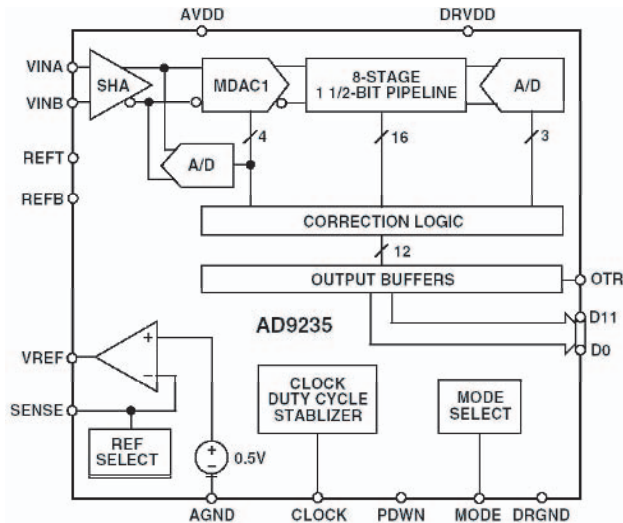 AVDD
DRVDD
VINA
VINB
SHA
MDAC1
8-STAGE
1 1/2-BIT PIPELINE
A/D
REFT
REFB
A/D
4
16
3
CORRECTION LOGIC
12
OUTPUT BUFFERS
OTR
AD9235
D11
D0
VREF
+
−
SENSE
REF
SELECT
+
−
0.5V
CLOCK
DUTY CYCLE
STABLIZER
MODE
SELECT
AGND
CLOCK
PDWN
MODE
DRGND